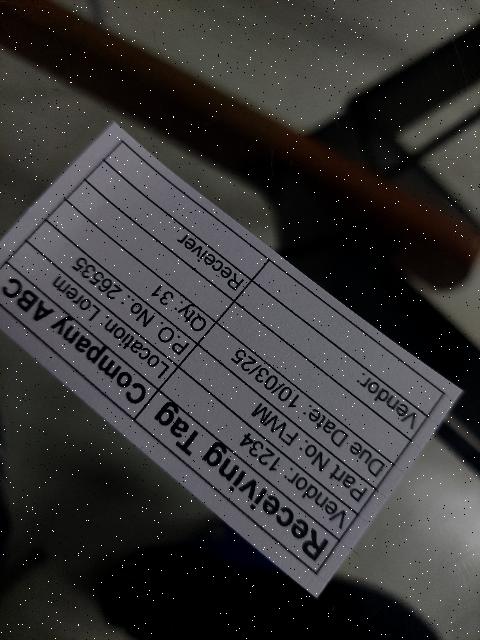 Receiving Tag Company ABC
Vendor: 1234 Location. Lorem
Part No: FWM P.O. No.: 26535
Due Date: 10/03/25 Qty. 31
Vendor: Receiver